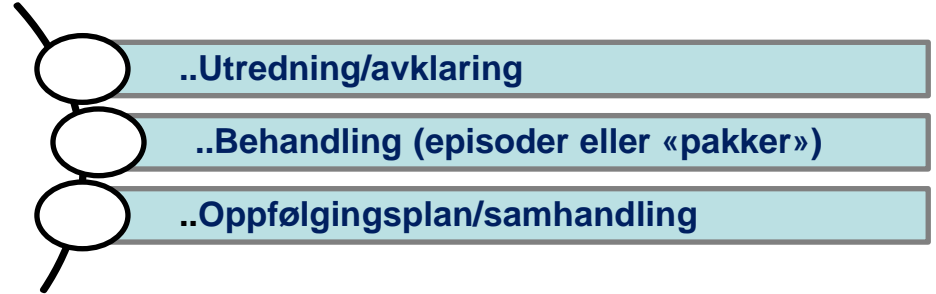 ..Utredning/avklaring
..Behandling (episoder eller «pakker»)
..Oppfølgingsplan/samhandling